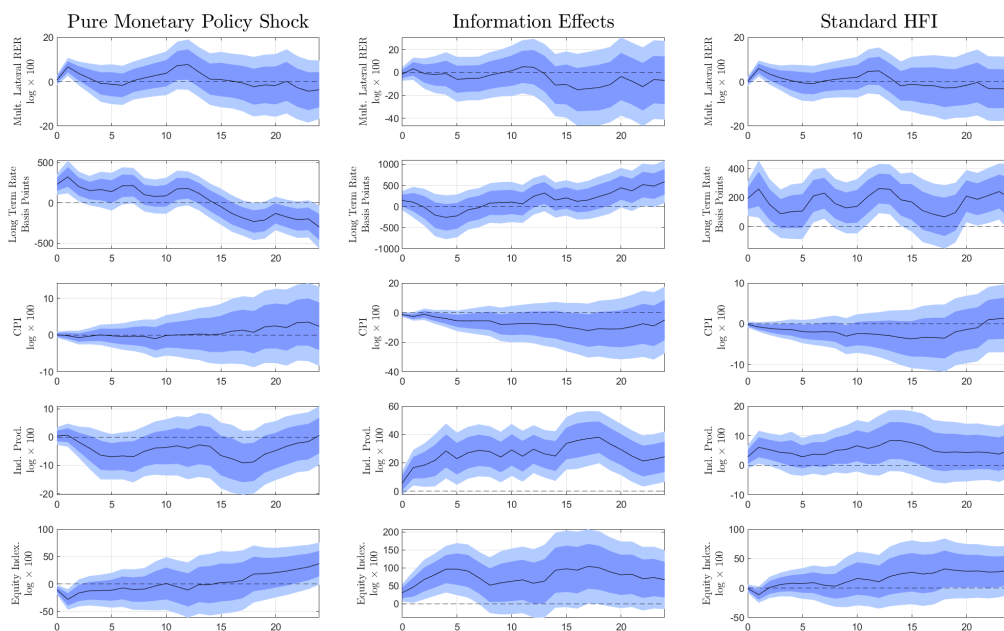 Pure Monetary Policy Shock
Information Effects
Standard HFI
Mult. Lateral RER
log × 100
20
0
-20
0 5 10 15 20
Mult. Lateral RER
log × 100
20
0
-20
-40
0 5 10 15 20
Mult. Lateral RER
log × 100
20
0
-20
0 5 10 15 20
Long Term Rate
Basis Points
500
0
-500
0 5 10 15 20
Long Term Rate
Basis Points
1000
500
0
-500
-1000
0 5 10 15 20
Long Term Rate
Basis Points
400
200
0
0 5 10 15 20
CPI
log × 100
10
0
-10
0 5 10 15 20
CPI
log × 100
20
0
-20
-40
0 5 10 15 20
CPI
log × 100
10
0
-10
0 5 10 15 20
Ind. Prod.
log × 100
10
0
-10
-20
0 5 10 15 20
Ind. Prod.
log × 100
60
40
20
0
0 5 10 15 20
Ind. Prod.
log × 100
20
10
0
-10
0 5 10 15 20
Equity Index.
log × 100
100
50
0
-50
0 5 10 15 20
Equity Index.
log × 100
200
150
100
50
0
0 5 10 15 20
Equity Index.
log × 100
100
50
0
-50
0 5 10 15 20